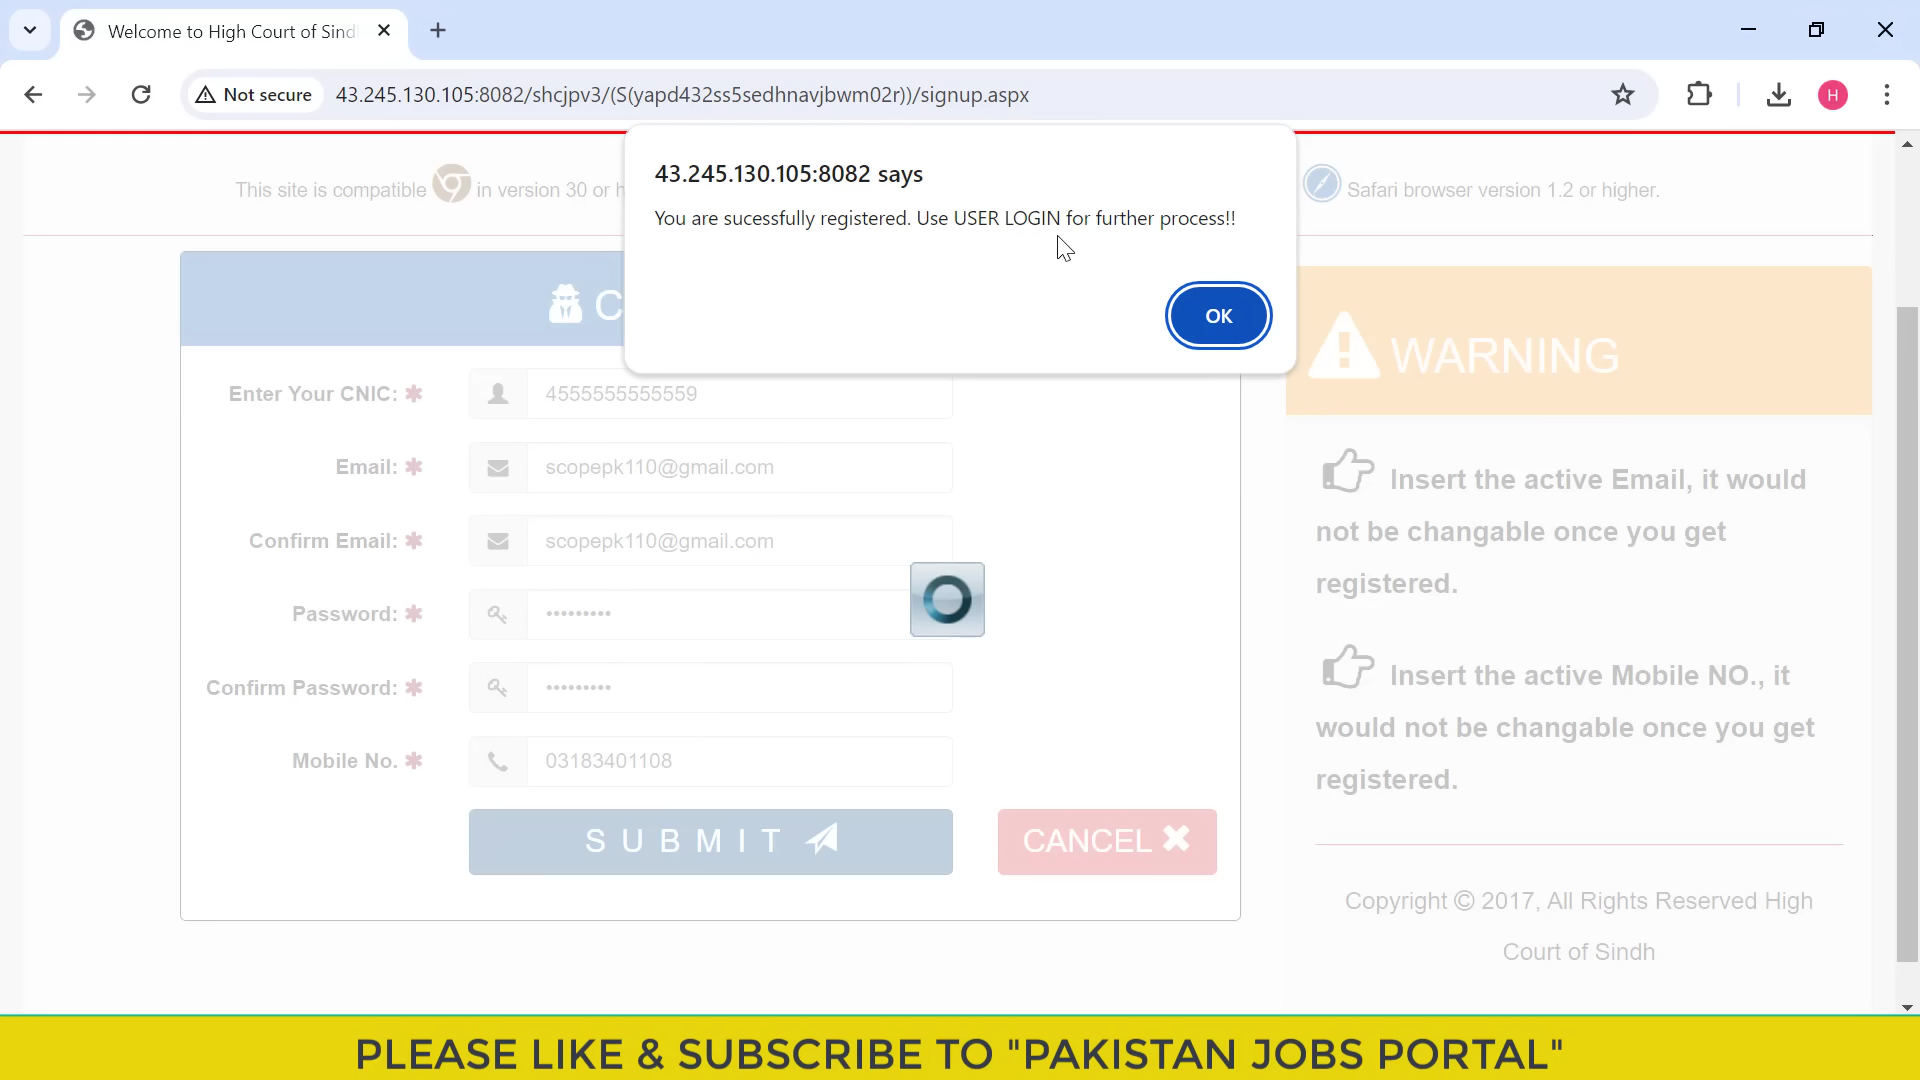 Welcome to High Court of Sind
Not secure
43.245.130.105:8082/shcjpv3/(S(yapd432ss5sedhnavjbwm02r))/signup.aspx
H
43.245.130.105:8082 says
You are sucessfully registered. Use USER LOGIN for further process!!
OK
This site is compatible in version 30 or h
Safari browser version 1.2 or higher.
C
Enter Your CNIC: ✱ 4555555555559
Email: ✱ scopepk110@gmail.com
Confirm Email: ✱ scopepk110@gmail.com
Password: ✱ •••••••••
Confirm Password: ✱ •••••••••
Mobile No. ✱ 03183401108
SUBMIT
CANCEL
WARNING
Insert the active Email, it would
not be changable once you get
registered.
Insert the active Mobile NO., it
would not be changable once you get
registered.
Copyright © 2017, All Rights Reserved High
Court of Sindh
PLEASE LIKE & SUBSCRIBE TO "PAKISTAN JOBS PORTAL"